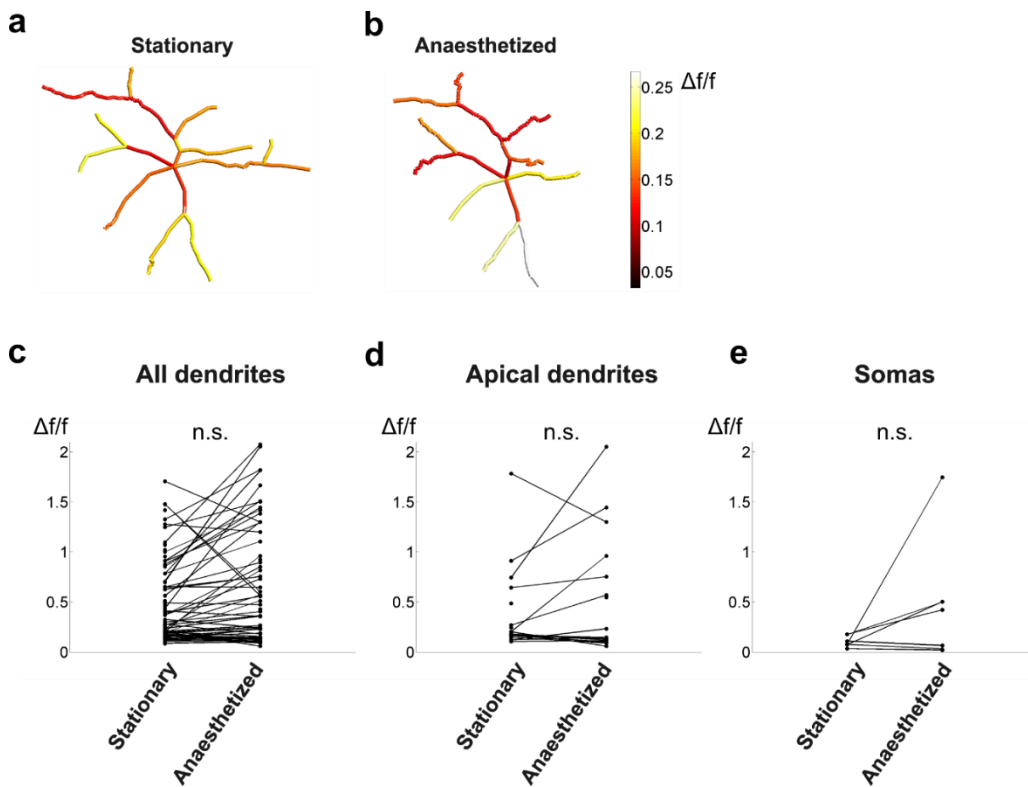 a
Stationary
b
Anaesthetized
Δf/f
0.25
0.2
0.15
0.1
0.05
c
All dendrites
Δf/f
n.s.
2
1.5
1
0.5
0
Stationary
Anaesthetized
d
Apical dendrites
Δf/f
n.s.
2
1.5
1
0.5
0
Stationary
Anaesthetized
e
Somas
Δf/f
n.s.
2
1.5
1
0.5
0
Stationary
Anaesthetized